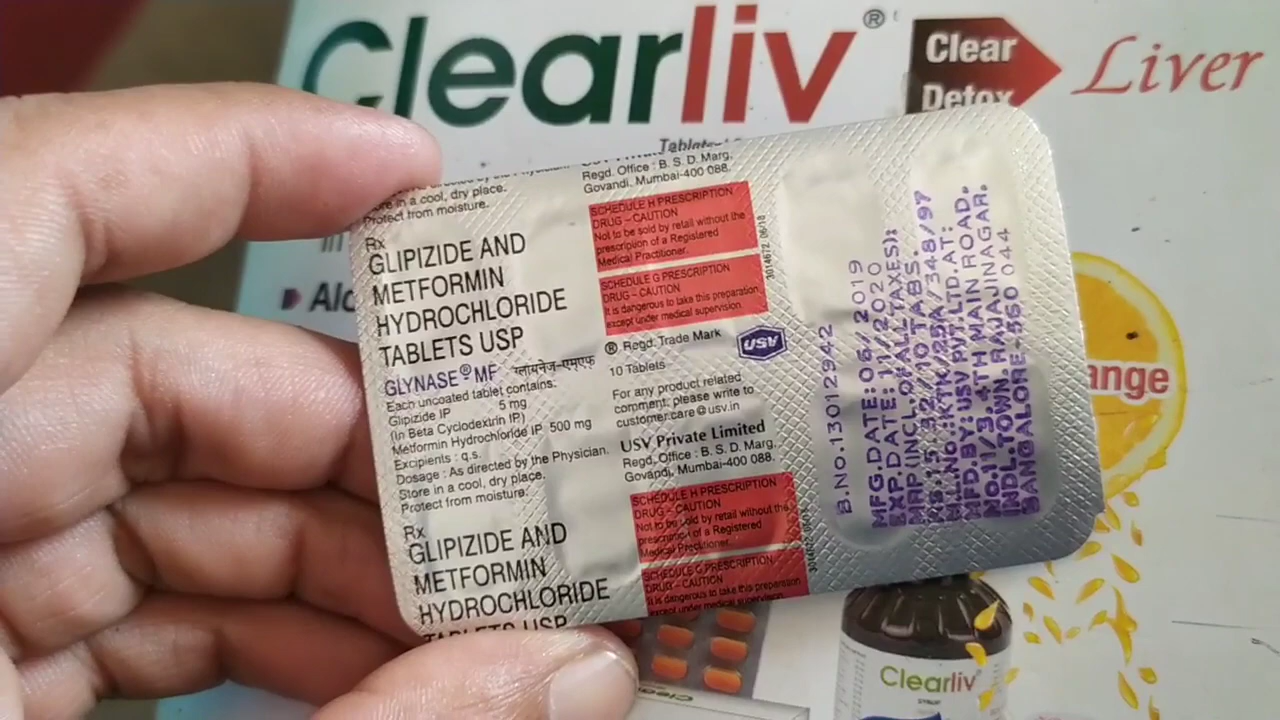 Clearliv®
Clear
Detox
Liver
Tablets
Regd. Office : B. S. D. Marg,
Govandi, Mumbai-400 088.
in a cool, dry place.
Protect from moisture.
Rx
GLIPIZIDE AND
METFORMIN
HYDROCHLORIDE
TABLETS USP
GLYNASE® MF ग्लायनेज-एमएफ
Each uncoated tablet contains:
Glipizide IP 5 mg
(In Beta Cyclodextrin IP)
Metformin Hydrochloride IP 500 mg
Excipients : q.s.
Dosage : As directed by the Physician.
Store in a cool, dry place.
Protect from moisture.
Rx
GLIPIZIDE AND
METFORMIN
HYDROCHLORIDE
TABLETS USP
SCHEDULE H PRESCRIPTION
DRUG – CAUTION
Not to be sold by retail without the
prescription of a Registered
Medical Practitioner.
SCHEDULE G PRESCRIPTION
DRUG – CAUTION
It is dangerous to take this preparation
except under medical supervision.
3014672 06/18
® Regd. Trade Mark
USV
10 Tablets
For any product related
comment, please write to
customer.care@usv.in
USV Private Limited
Regd. Office : B. S. D. Marg,
Govandi, Mumbai-400 088.
SCHEDULE H PRESCRIPTION
DRUG – CAUTION
Not to be sold by retail without the
prescription of a Registered
Medical Practitioner.
SCHEDULE G PRESCRIPTION
DRUG – CAUTION
It is dangerous to take this preparation
except under medical supervision.
B.NO.13012942
MFG.DATE:06/2019
EXP.DATE:11/2020
MRP(INCL.OF ALL TAXES):
/10 TABS.
M.L.NO.:KTK/25A/348/97
MFD.BY:USV PVT.LTD.AT:
NO.11/3, 4TH MAIN ROAD,
IND.TOWN, RAJAJINAGAR,
BANGALORE-560 044
ange
Clearliv